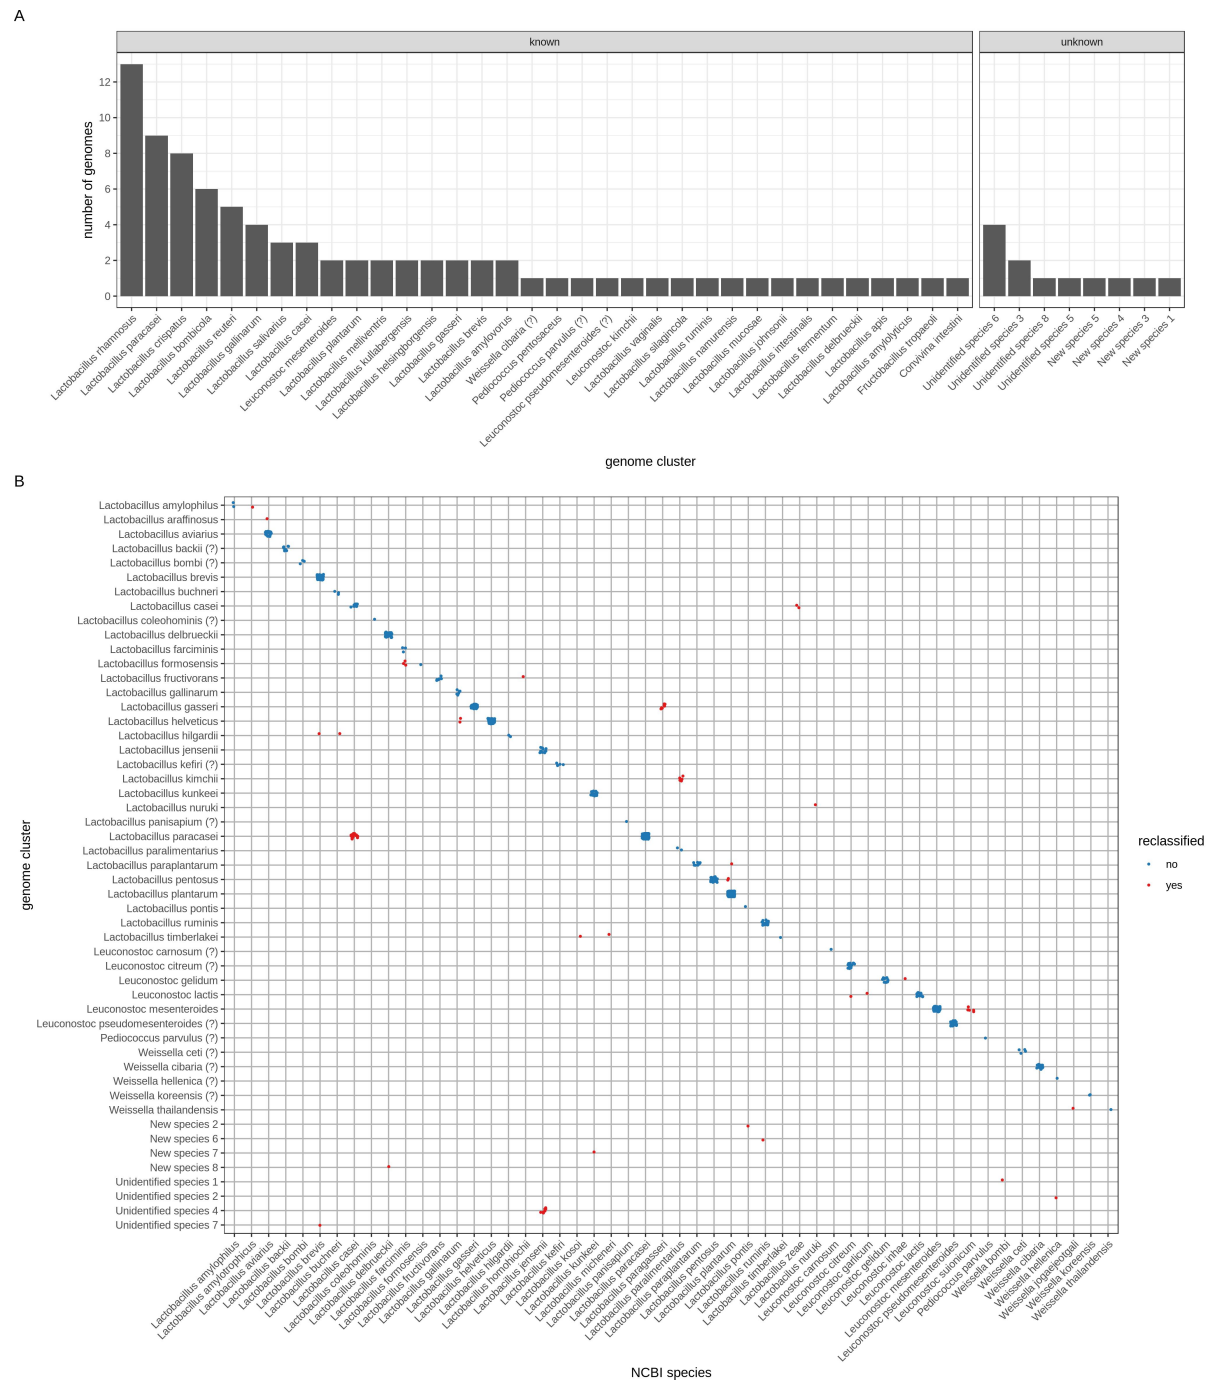 A
known
unknown
number of genomes
12
10
8
6
4
2
0
Lactobacillus rhamnosus
Lactobacillus paracasei
Lactobacillus crispatus
Lactobacillus bombicola
Lactobacillus reuteri
Lactobacillus gallinarum
Lactobacillus salivarius
Lactobacillus casei
Leuconostoc mesenteroides
Lactobacillus plantarum
Lactobacillus melliventris
Lactobacillus kullabergensis
Lactobacillus helsingborgensis
Lactobacillus gasseri
Lactobacillus brevis
Lactobacillus amylovorus
Weissella cibaria (?)
Pediococcus pentosaceus
Pediococcus parvulus (?)
Leuconostoc pseudomesenteroides (?)
Leuconostoc kimchii
Lactobacillus vaginalis
Lactobacillus silagincola
Lactobacillus ruminis
Lactobacillus namurensis
Lactobacillus mucosae
Lactobacillus johnsonii
Lactobacillus intestinalis
Lactobacillus fermentum
Lactobacillus delbrueckii
Lactobacillus apis
Lactobacillus amylolyticus
Fructobacillus tropaeoli
Convivina intestini
Unidentified species 6
Unidentified species 3
Unidentified species 8
Unidentified species 5
New species 5
New species 4
New species 3
New species 1
genome cluster
B
genome cluster
Lactobacillus amylophilus
Lactobacillus araffinosus
Lactobacillus aviarius
Lactobacillus backii (?)
Lactobacillus bombi (?)
Lactobacillus brevis
Lactobacillus buchneri
Lactobacillus casei
Lactobacillus coleohominis (?)
Lactobacillus delbrueckii
Lactobacillus farciminis
Lactobacillus formosensis
Lactobacillus fructivorans
Lactobacillus gallinarum
Lactobacillus gasseri
Lactobacillus helveticus
Lactobacillus hilgardii
Lactobacillus jensenii
Lactobacillus kefiri (?)
Lactobacillus kimchii
Lactobacillus kunkeei
Lactobacillus nuruki
Lactobacillus panisapium (?)
Lactobacillus paracasei
Lactobacillus paralimentarius
Lactobacillus paraplantarum
Lactobacillus pentosus
Lactobacillus plantarum
Lactobacillus pontis
Lactobacillus ruminis
Lactobacillus timberlakei
Leuconostoc carnosum (?)
Leuconostoc citreum (?)
Leuconostoc gelidum
Leuconostoc lactis
Leuconostoc mesenteroides
Leuconostoc pseudomesenteroides (?)
Pediococcus parvulus (?)
Weissella ceti (?)
Weissella cibaria (?)
Weissella hellenica (?)
Weissella koreensis (?)
Weissella thailandensis
New species 2
New species 6
New species 7
New species 8
Unidentified species 1
Unidentified species 2
Unidentified species 4
Unidentified species 7
reclassified
no
yes
Lactobacillus amylophilus
Lactobacillus amylotrophicus
Lactobacillus aviarius
Lactobacillus backii
Lactobacillus bombi
Lactobacillus brevis
Lactobacillus buchneri
Lactobacillus casei
Lactobacillus coleohominis
Lactobacillus delbrueckii
Lactobacillus farciminis
Lactobacillus formosensis
Lactobacillus fructivorans
Lactobacillus gallinarum
Lactobacillus gasseri
Lactobacillus helveticus
Lactobacillus hilgardii
Lactobacillus homohiochii
Lactobacillus jensenii
Lactobacillus kefiri
Lactobacillus kosoi
Lactobacillus kunkeei
Lactobacillus micheneri
Lactobacillus panisapium
Lactobacillus paracasei
Lactobacillus paragasseri
Lactobacillus paralimentarius
Lactobacillus paraplantarum
Lactobacillus pentosus
Lactobacillus plantarum
Lactobacillus pontis
Lactobacillus ruminis
Lactobacillus timberlakei
Lactobacillus zeae
Lactobacillus nuruki
Leuconostoc carnosum
Leuconostoc citreum
Leuconostoc garlicum
Leuconostoc gelidum
Leuconostoc inhae
Leuconostoc lactis
Leuconostoc mesenteroides
Leuconostoc pseudomesenteroides
Leuconostoc suionicum
Pediococcus parvulus
Weissella bombi
Weissella ceti
Weissella cibaria
Weissella hellenica
Weissella jogaejeotgali
Weissella koreensis
Weissella thailandensis
NCBI species